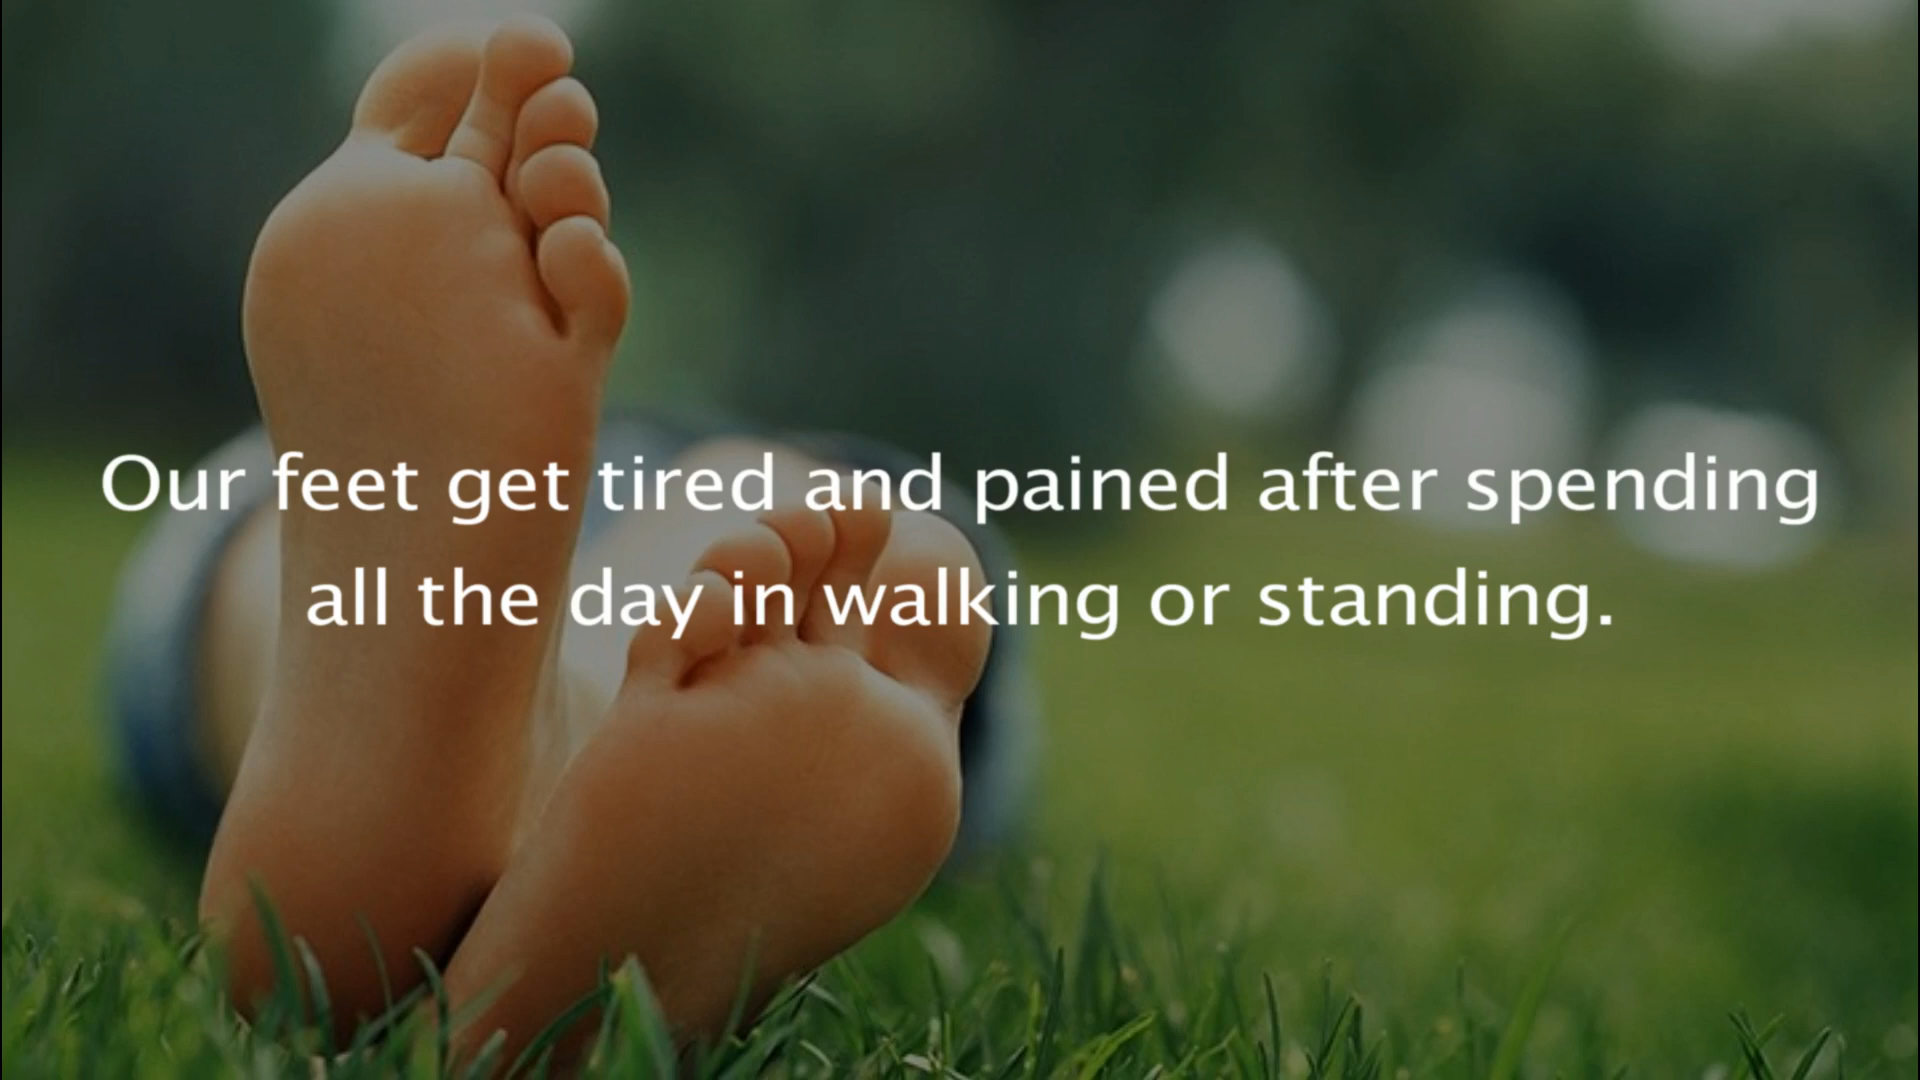 Our feet get tired and pained after spending
all the day in walking or standing.